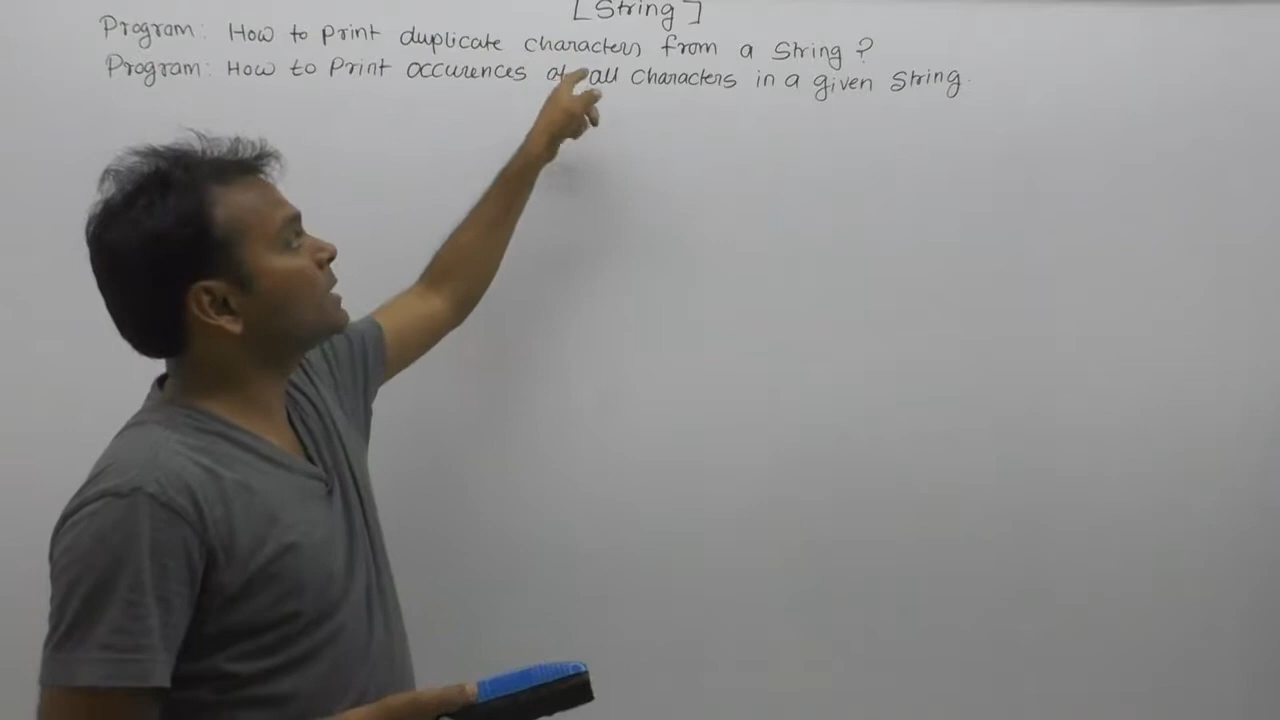 [String]
Program: How to print duplicate characters from a String?
Program: How to Print occurences of all characters in a given String.